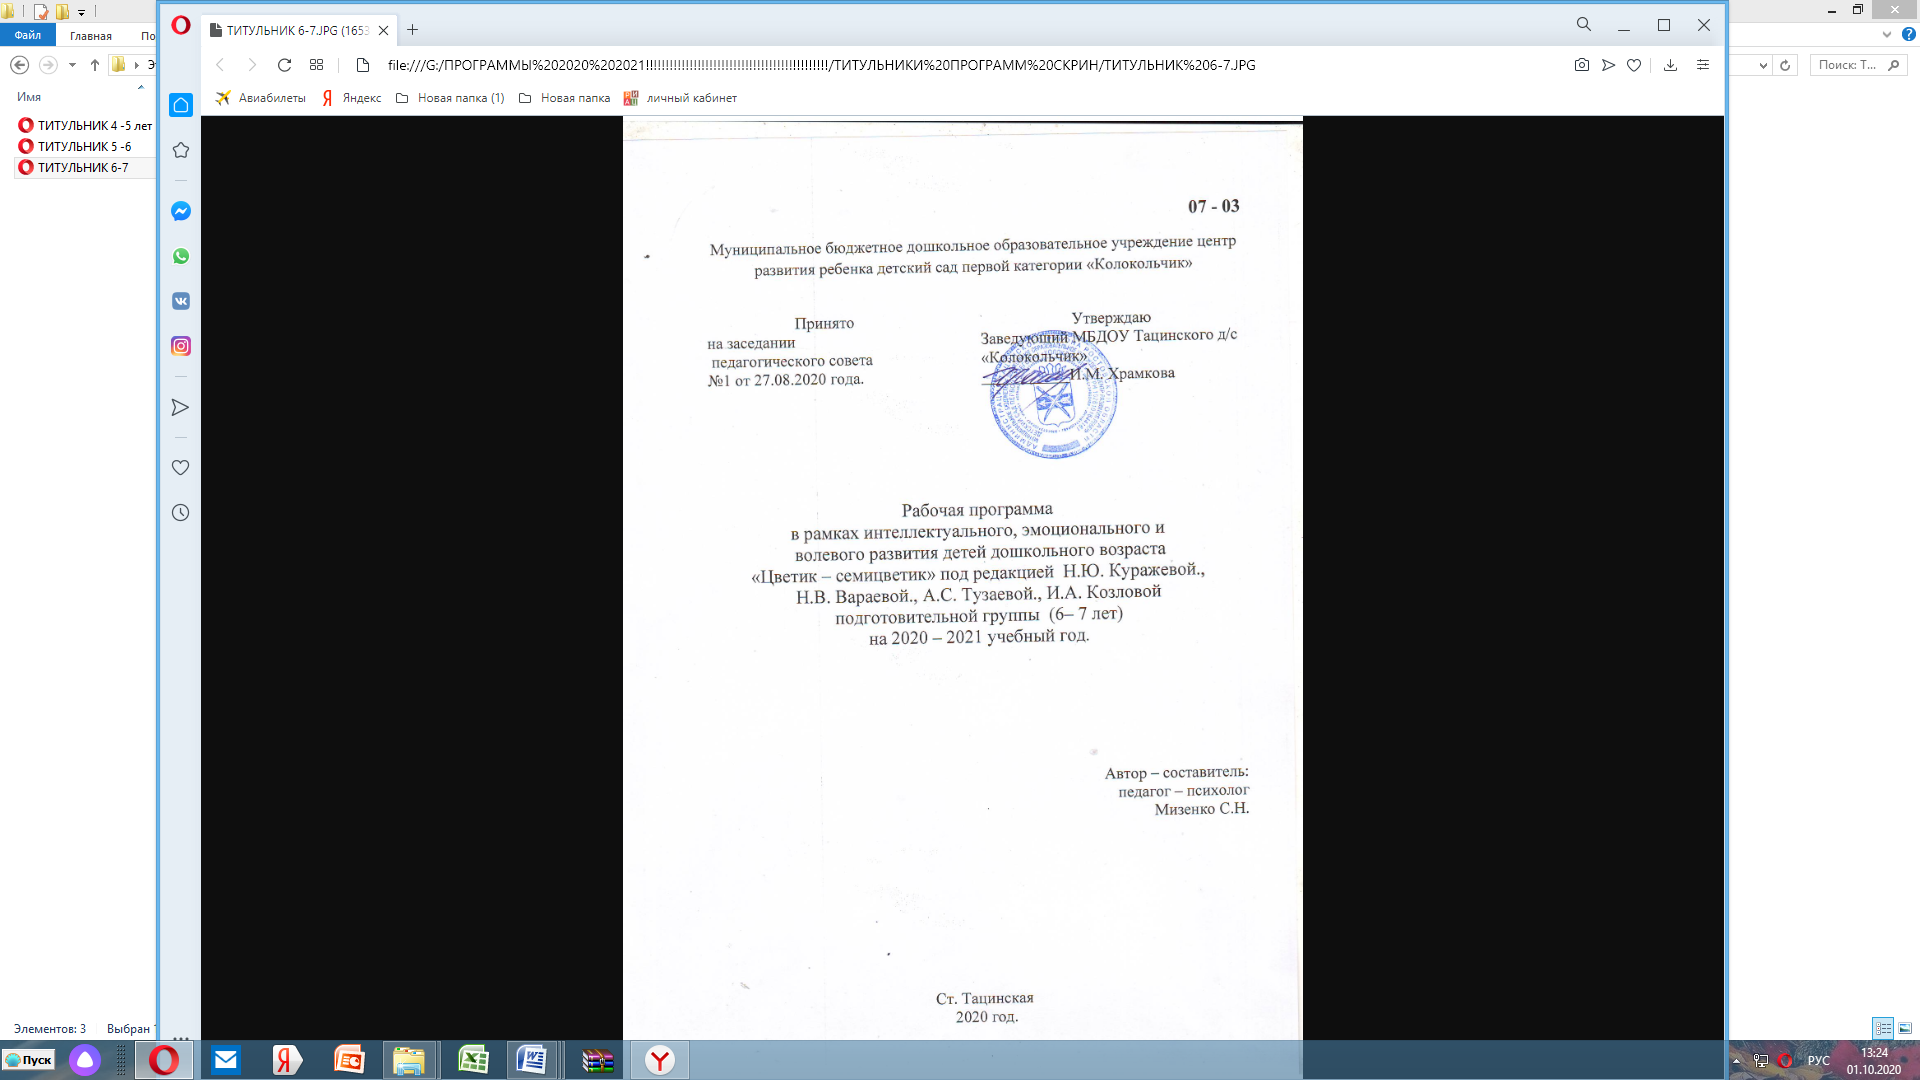 Файл
Главная
По
Имя
ТИТУЛЬНИК 4 -5 лет
ТИТУЛЬНИК 5 -6
ТИТУЛЬНИК 6-7
Элементов: 3 Выбран
ТИТУЛЬНИК 6-7.JPG (1653
file:///G:/ПРОГРАММЫ%202020%202021!!!!!!!!!!!!!!!!!!!!!!!!!!!!!!!!!!!!!!!!!!!!!!/ТИТУЛЬНИКИ%20ПРОГРАММ%20СКРИН/ТИТУЛЬНИК%206-7.JPG
Поиск: Т...
Авиабилеты Яндекс Новая папка (1) Новая папка личный кабинет
07 - 03
Муниципальное бюджетное дошкольное образовательное учреждение центр
развития ребенка детский сад первой категории «Колокольчик»
Принято
на заседании
педагогического совета
№1 от 27.08.2020 года.
Утверждаю
Заведующий МБДОУ Тацинского д/с
«Колокольчик»
И.М. Храмкова
Рабочая программа
в рамках интеллектуального, эмоционального и
волевого развития детей дошкольного возраста
«Цветик – семицветик» под редакцией Н.Ю. Куражевой.,
Н.В. Вараевой., А.С. Тузаевой., И.А. Козловой
подготовительной группы (6– 7 лет)
на 2020 – 2021 учебный год.
Автор – составитель:
педагог – психолог
Мизенко С.Н.
Ст. Тацинская
2020 год.
Пуск
РУС
13:24
01.10.2020